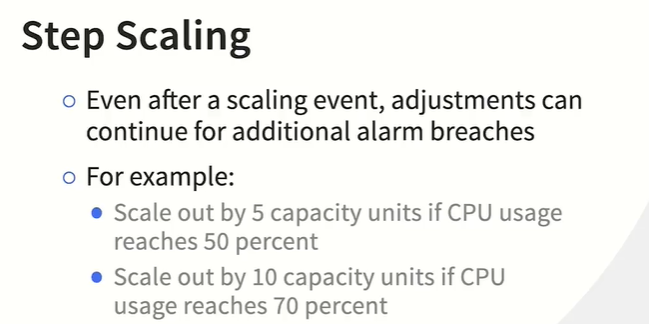 Step Scaling
Even after a scaling event, adjustments can
continue for additional alarm breaches
For example:
Scale out by 5 capacity units if CPU usage
reaches 50 percent
Scale out by 10 capacity units if CPU
usage reaches 70 percent